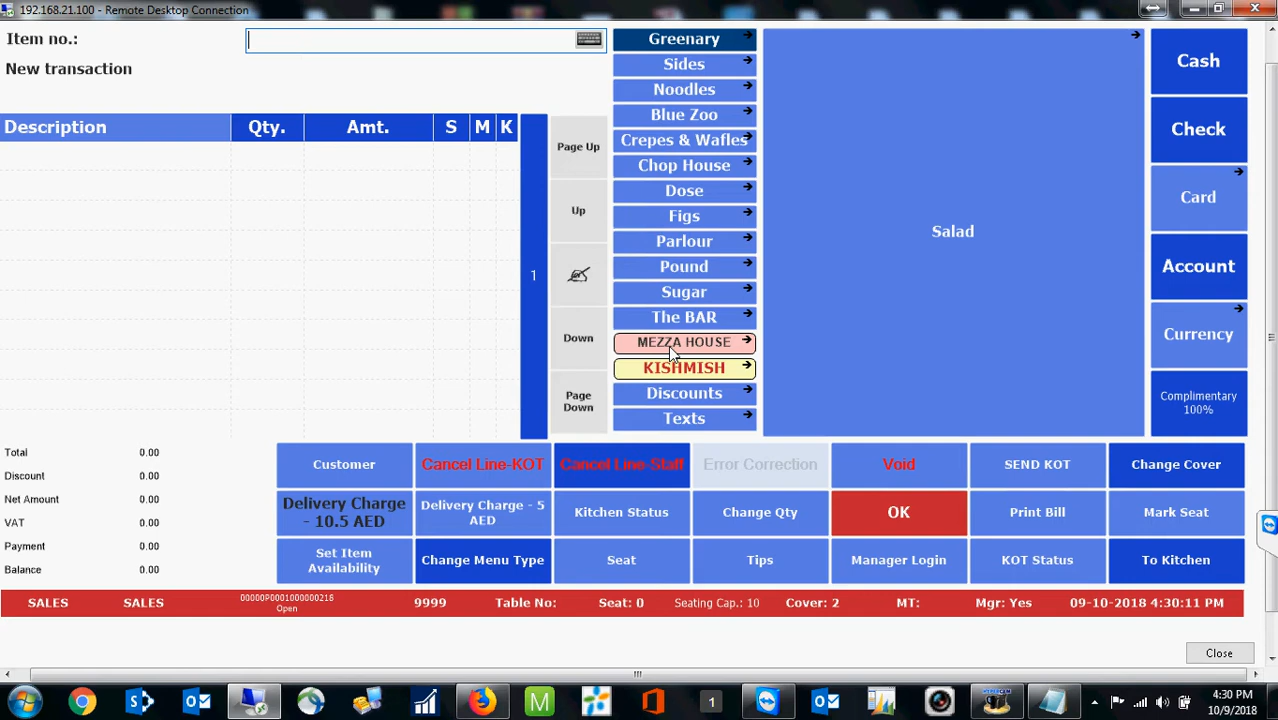 192.168.21.100 - Remote Desktop Connection
Item no.:
New transaction
Description Qty. Amt. S M K
1
Page Up
Up
Down
Page
Down
Greenary
Sides
Noodles
Blue Zoo
Crepes & Wafles
Chop House
Dose
Figs
Parlour
Pound
Sugar
The BAR
MEZZA HOUSE
KISHMISH
Discounts
Texts
Salad
Cash
Check
Card
Account
Currency
Complimentary
100%
Total 0.00
Discount 0.00
Net Amount 0.00
VAT 0.00
Payment 0.00
Balance 0.00
Customer
Cancel Line-KOT
Cancel Line-Staff
Error Correction
Void
SEND KOT
Change Cover
Delivery Charge
- 10.5 AED
Delivery Charge - 5
AED
Kitchen Status
Change Qty
OK
Print Bill
Mark Seat
Set Item
Availability
Change Menu Type
Seat
Tips
Manager Login
KOT Status
To Kitchen
SALES SALES 00000P0001000000216
Open
9999 Table No: Seat: 0 Seating Cap.: 10 Cover: 2 MT: Mgr: Yes 09-10-2018 4:30:11 PM
Close
4:30 PM
10/9/2018